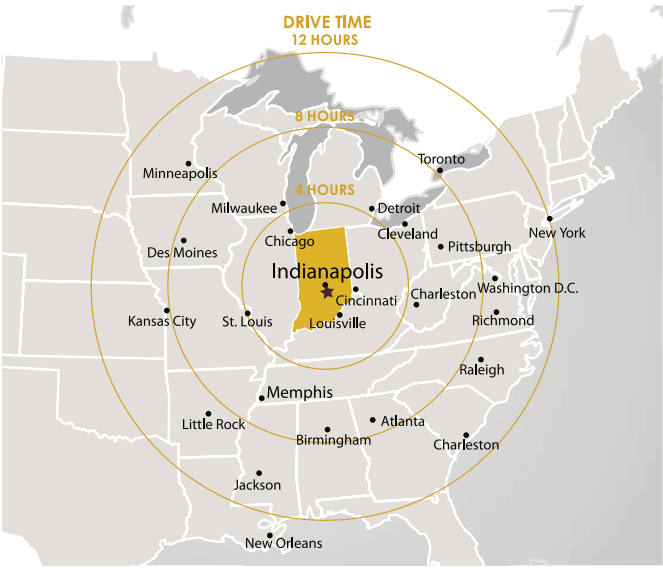 DRIVE TIME
12 HOURS
8 HOURS
Toronto
Minneapolis
4 HOURS
Milwaukee
Detroit
Chicago
Cleveland
New York
Des Moines
Pittsburgh
Indianapolis
Washington D.C.
Cincinnati
Charleston
Kansas City
St. Louis
Louisville
Richmond
Raleigh
Memphis
Little Rock
Atlanta
Birmingham
Charleston
Jackson
New Orleans